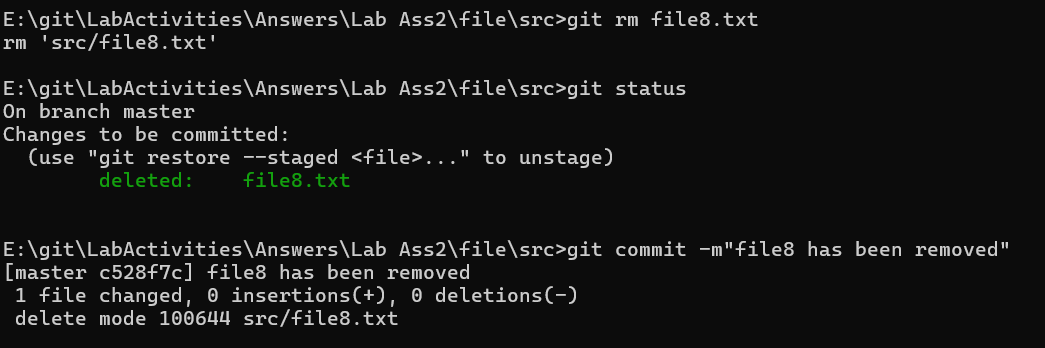 E:\git\LabActivities\Answers\Lab Ass2\file\src>git rm file8.txt
rm 'src/file8.txt'
E:\git\LabActivities\Answers\Lab Ass2\file\src>git status
On branch master
Changes to be committed:
  (use "git restore --staged <file>..." to unstage)
        deleted:    file8.txt
E:\git\LabActivities\Answers\Lab Ass2\file\src>git commit -m"file8 has been removed"
[master c528f7c] file8 has been removed
 1 file changed, 0 insertions(+), 0 deletions(-)
 delete mode 100644 src/file8.txt